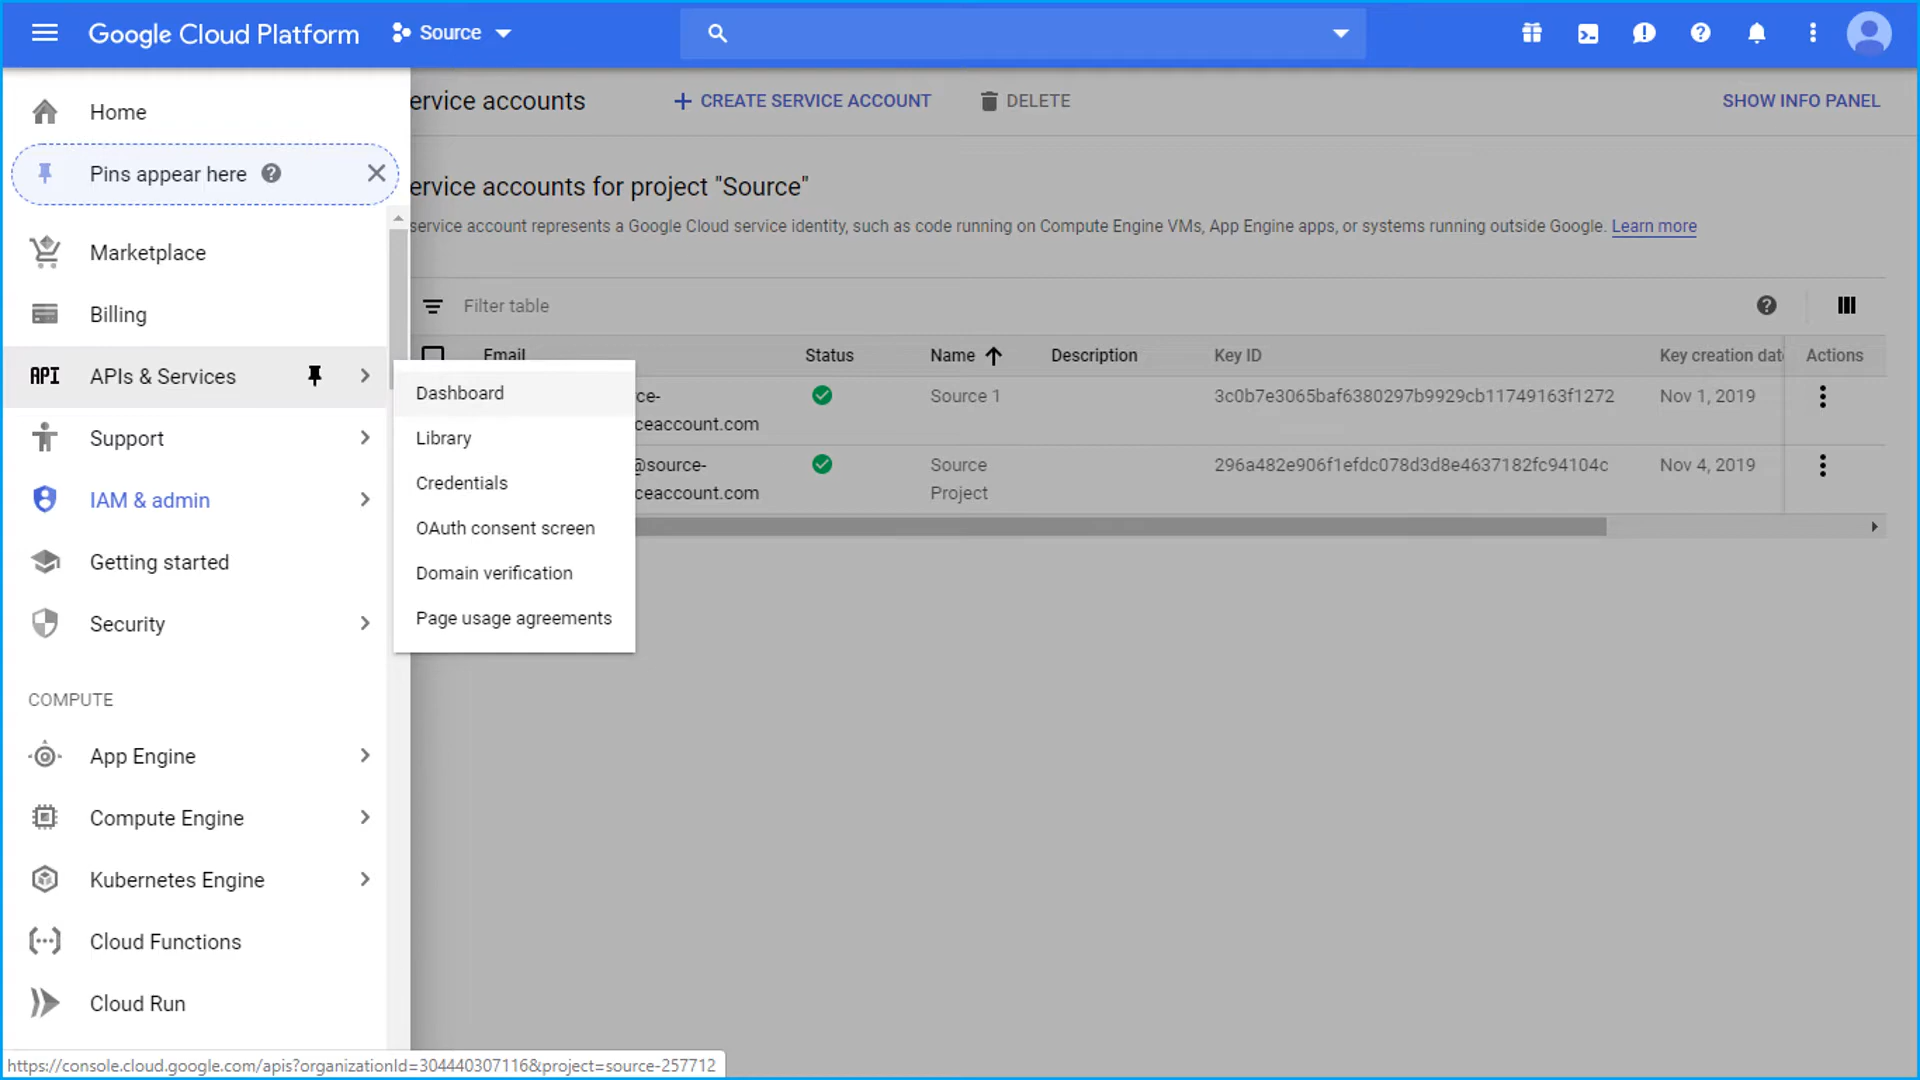 Google Cloud Platform
Source
Home
Pins appear here
Marketplace
Billing
API APIs & Services
Support
IAM & admin
Getting started
Security
COMPUTE
App Engine
Compute Engine
Kubernetes Engine
Cloud Functions
Cloud Run
Dashboard
Library
Credentials
OAuth consent screen
Domain verification
Page usage agreements
ervice accounts
CREATE SERVICE ACCOUNT
DELETE
SHOW INFO PANEL
ervice accounts for project "Source"
service account represents a Google Cloud service identity, such as code running on Compute Engine VMs, App Engine apps, or systems running outside Google. Learn more
Filter table
Email Status Name Description Key ID Key creation date Actions
ce- Source 1 3c0b7e3065baf6380297b9929cb11749163f1272 Nov 1, 2019
ceaccount.com
@source- Source 296a482e906f1efdc078d3d8e4637182fc94104c Nov 4, 2019
ceaccount.com Project
https://console.cloud.google.com/apis?organizationId=304440307116&project=source-257712